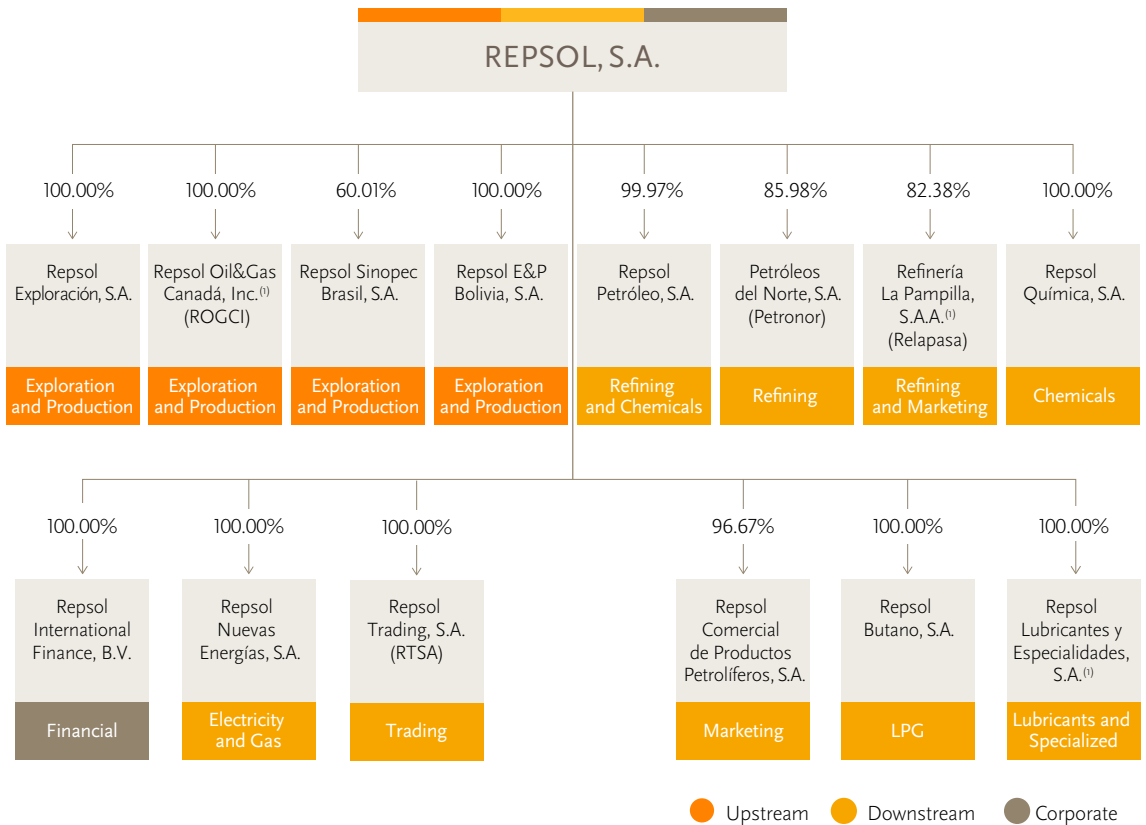 REPSOL, S.A.
100.00%
100.00%
60.01%
100.00%
99.97%
85.98%
82.38%
100.00%
Repsol
Exploración, S.A.
Exploration
and Production
Repsol Oil&Gas
Canadá, Inc.(1)
(ROGCI)
Exploration
and Production
Repsol Sinopec
Brasil, S.A.
Exploration
and Production
Repsol E&P
Bolivia, S.A.
Exploration
and Production
Repsol
Petróleo, S.A.
Refining
and Chemicals
Petróleos
del Norte, S.A.
(Petronor)
Refining
Refinería
La Pampilla,
S.A.A.(1)
(Relapasa)
Refining
and Marketing
Repsol
Química, S.A.
Chemicals
100.00%
100.00%
100.00%
96.67%
100.00%
100.00%
Repsol
International
Finance, B.V.
Financial
Repsol
Nuevas
Energías, S.A.
Electricity
and Gas
Repsol
Trading, S.A.
(RTSA)
Trading
Repsol
Comercial
de Productos
Petrolíferos, S.A.
Marketing
Repsol
Butano, S.A.
LPG
Repsol
Lubricantes y
Especialidades,
S.A.(1)
Lubricants and
Specialized
Upstream
Downstream
Corporate